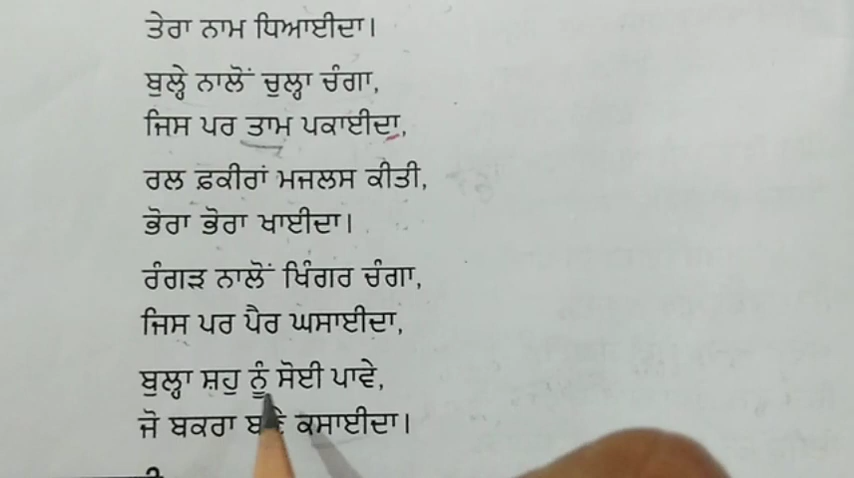 ਤੇਰਾ ਨਾਮ ਧਿਆਈਦਾ।
ਬੁਲ੍ਹੇ ਨਾਲੋਂ ਚੁਲ੍ਹਾ ਚੰਗਾ,
ਜਿਸ ਪਰ ਤਾਮ ਪਕਾਈਦਾ,
ਰਲ ਫ਼ਕੀਰਾਂ ਮਜਲਸ ਕੀਤੀ,
ਭੋਰਾ ਭੋਰਾ ਖਾਈਦਾ।
ਰੰਗੜ ਨਾਲੋਂ ਖਿੰਗਰ ਚੰਗਾ,
ਜਿਸ ਪਰ ਪੈਰ ਘਸਾਈਦਾ,
ਬੁਲ੍ਹਾ ਸ਼ਹੁ ਨੂੰ ਸੋਈ ਪਾਵੇ,
ਜੋ ਬਕਰਾ ਕਸਾਈਦਾ।